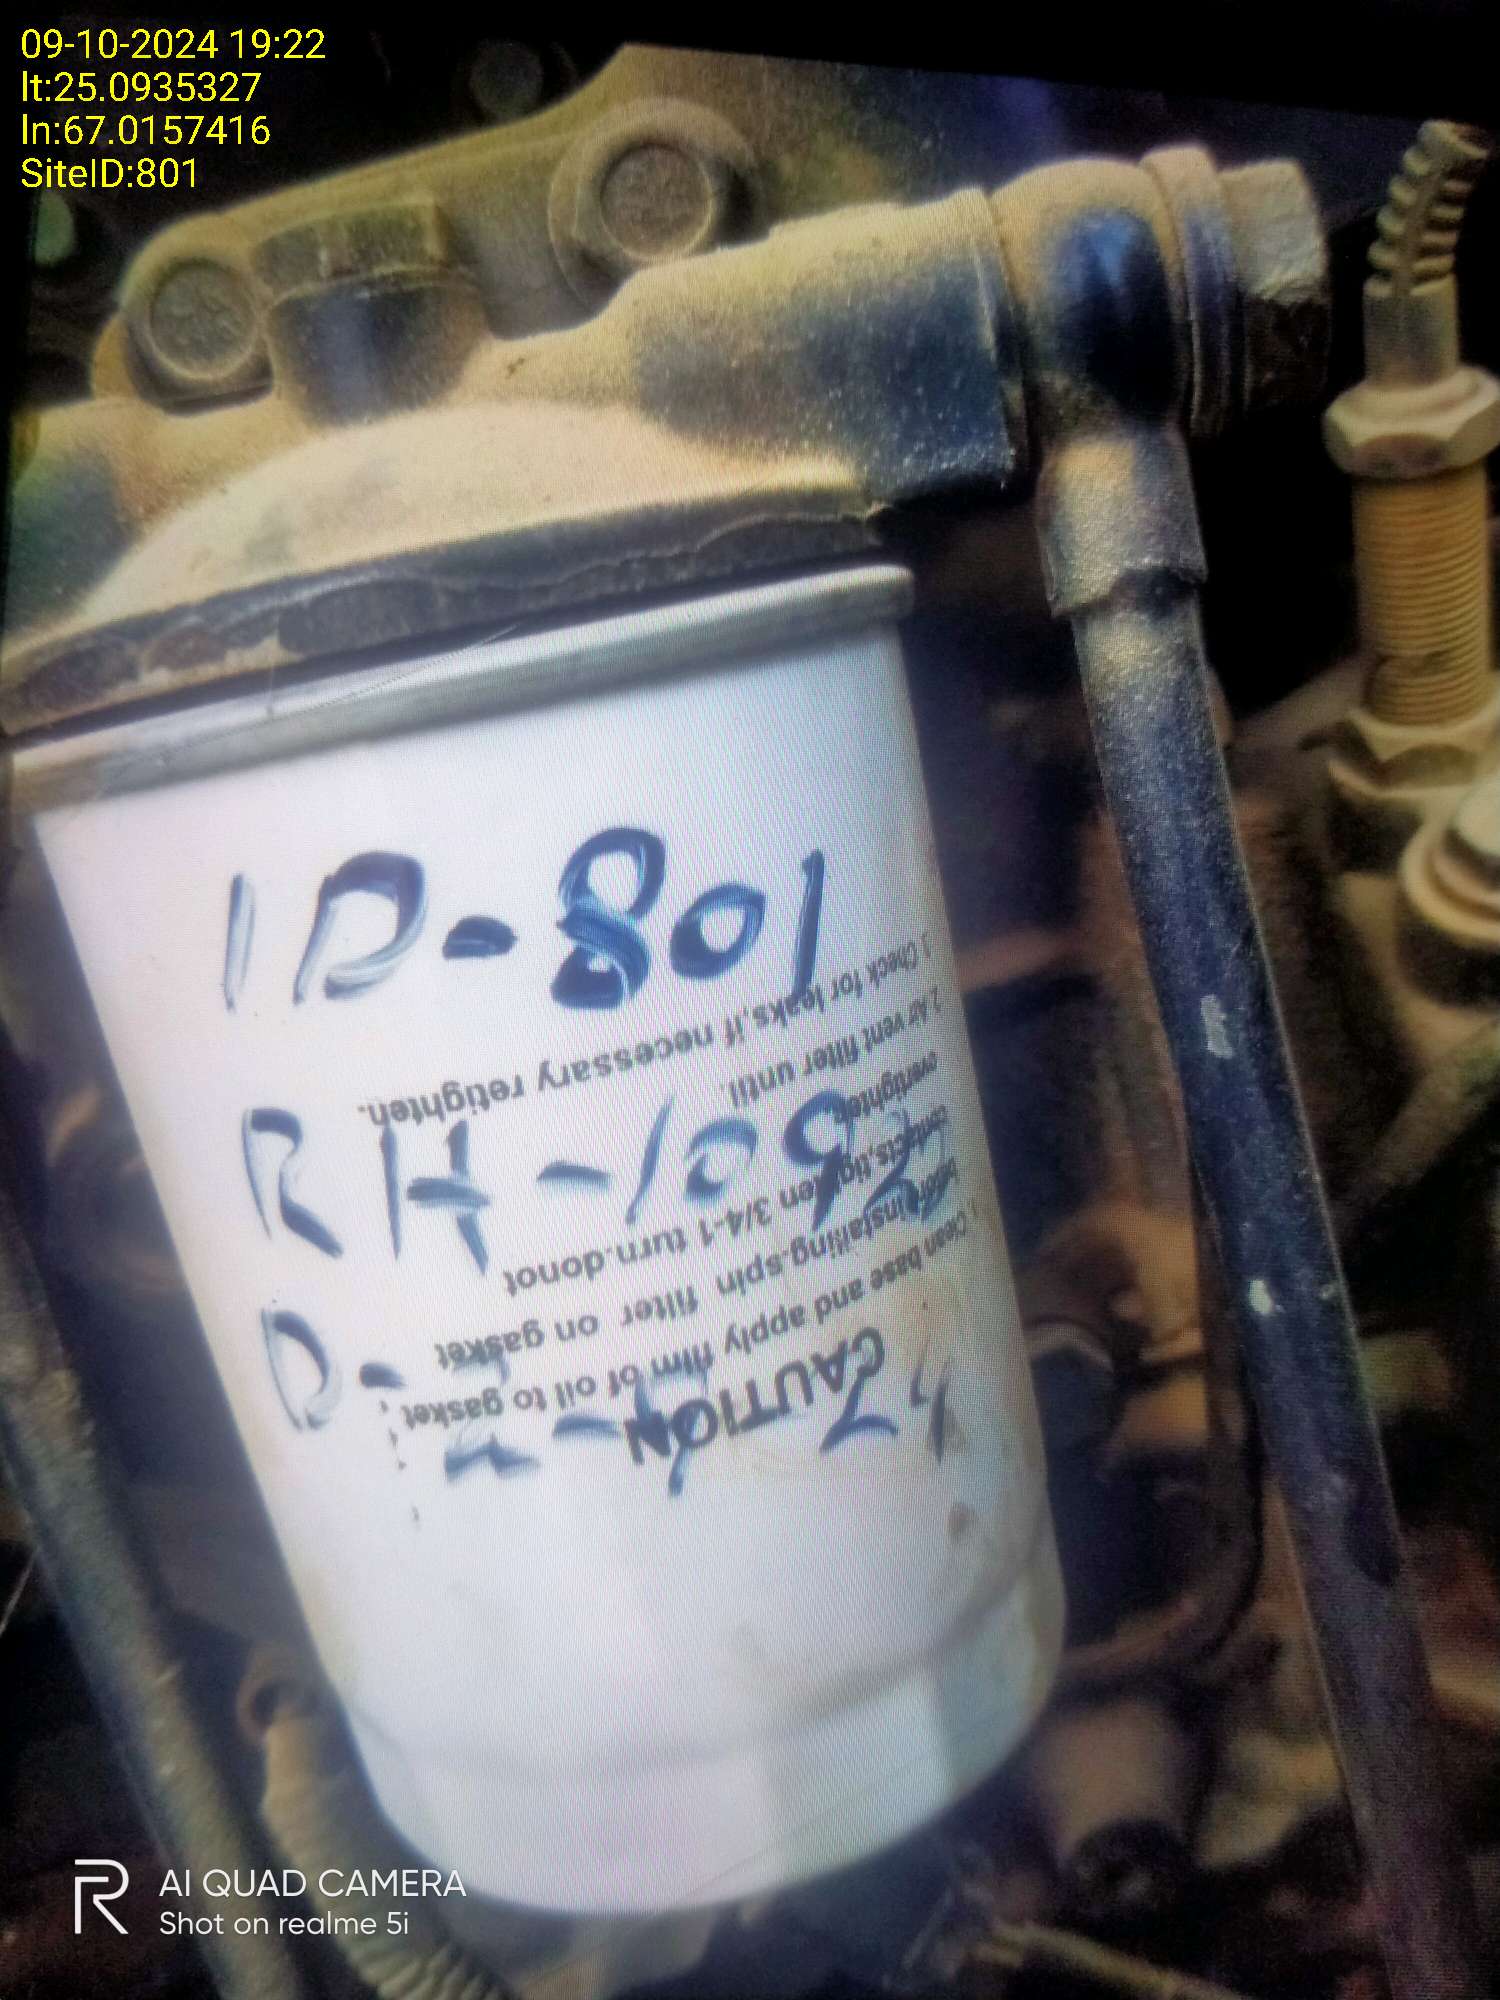 09-10-2024 19:22
lt:25.0935327
ln:67.0157416
SiteID:801
ID-801
RH-109
D-
CAUTION
1. Clean base and apply film of oil to gasket
before installing.spin filter on gasket
contacts,tighten 3/4-1 turn.donot
overtighten.
2. Air vent filter until.
3. Check for leaks,if necessary retighten.
R
AI QUAD CAMERA
Shot on realme 5i